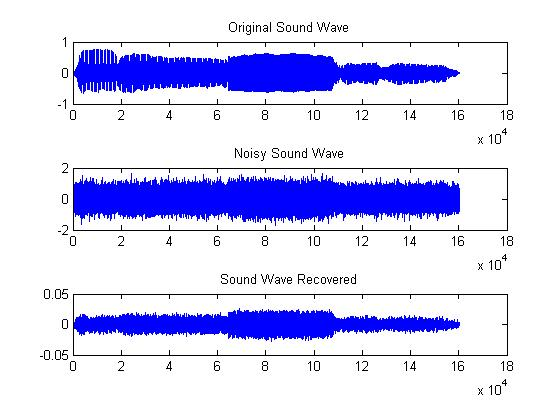 Original Sound Wave
1
0
-1
0 2 4 6 8 10 12 14 16 18
x 10^4
Noisy Sound Wave
2
0
-2
0 2 4 6 8 10 12 14 16 18
x 10^4
Sound Wave Recovered
0.05
0
-0.05
0 2 4 6 8 10 12 14 16 18
x 10^4